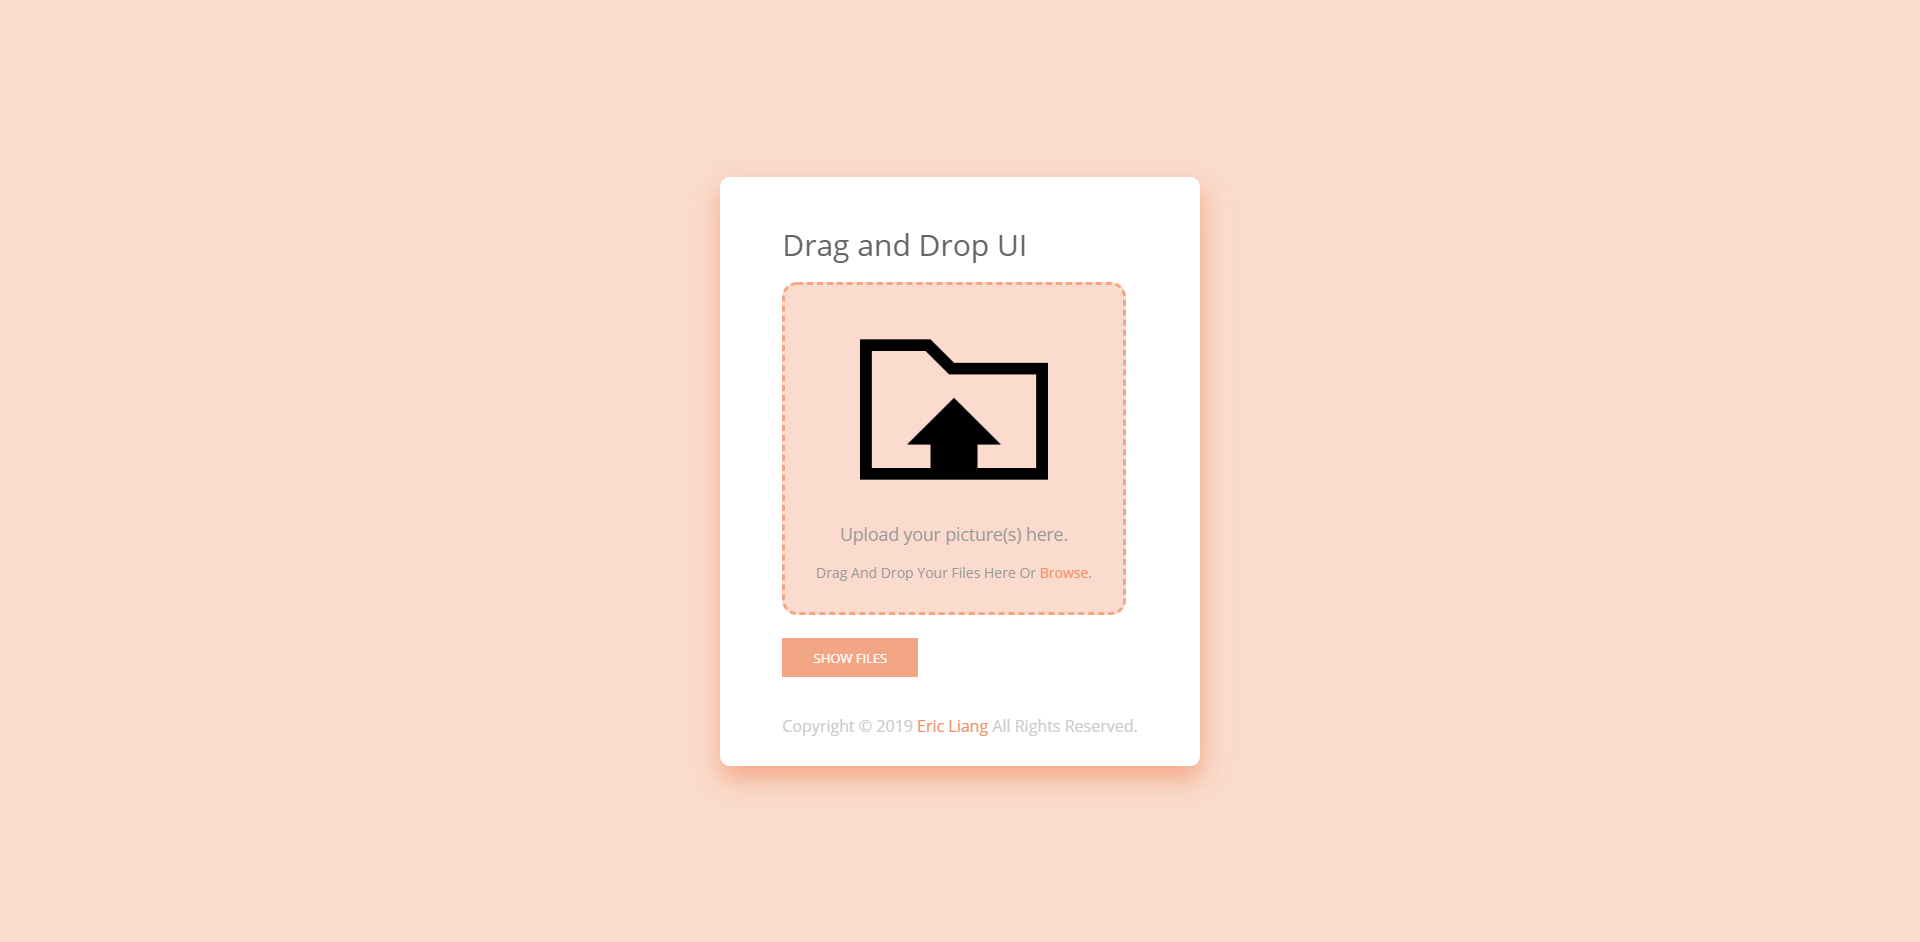 Drag and Drop UI
Upload your picture(s) here.
Drag And Drop Your Files Here Or Browse.
SHOW FILES
Copyright © 2019 Eric Liang All Rights Reserved.